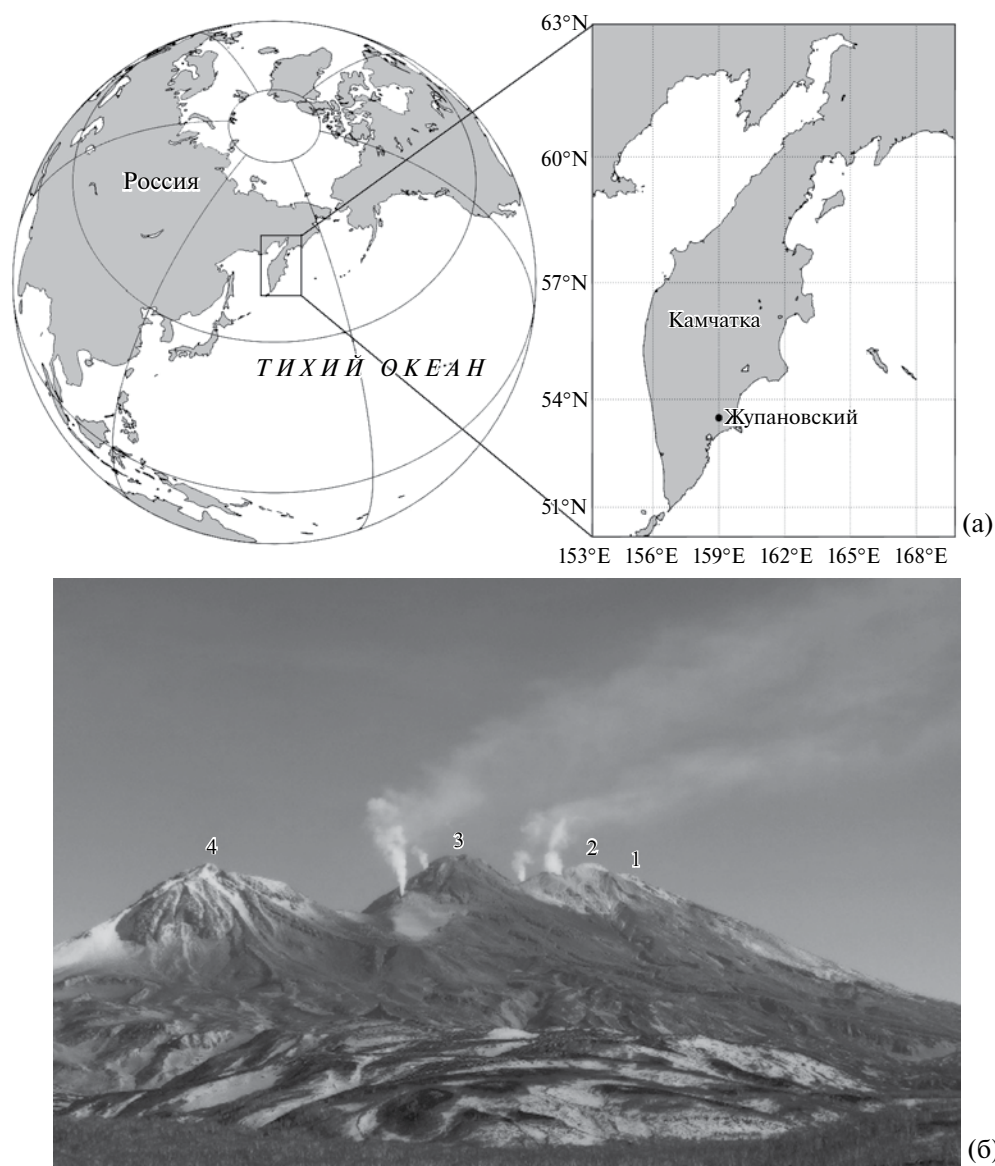 63°N
60°N
57°N
54°N
51°N
Россия
ТИХИЙ ОКЕАН
Камчатка
Жупановский
(а)
153°E 156°E 159°E 162°E 165°E 168°E
4
3
2
1
(б)